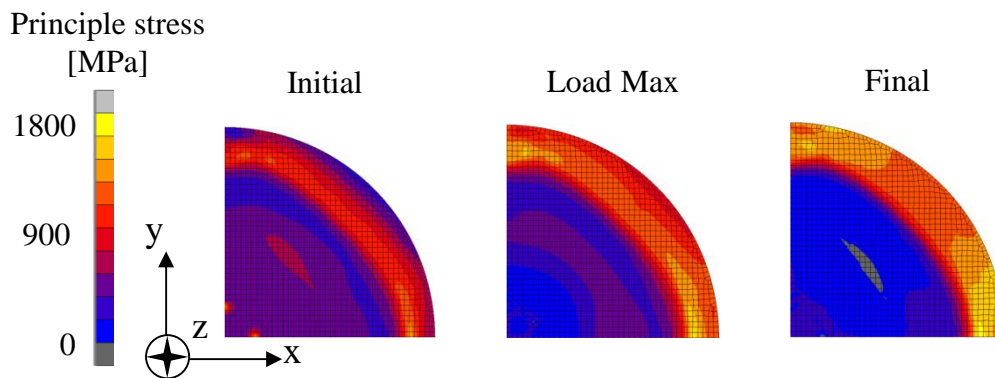 Principle stress
[MPa]
Initial
Load Max
Final
1800
900
0
y
z
x